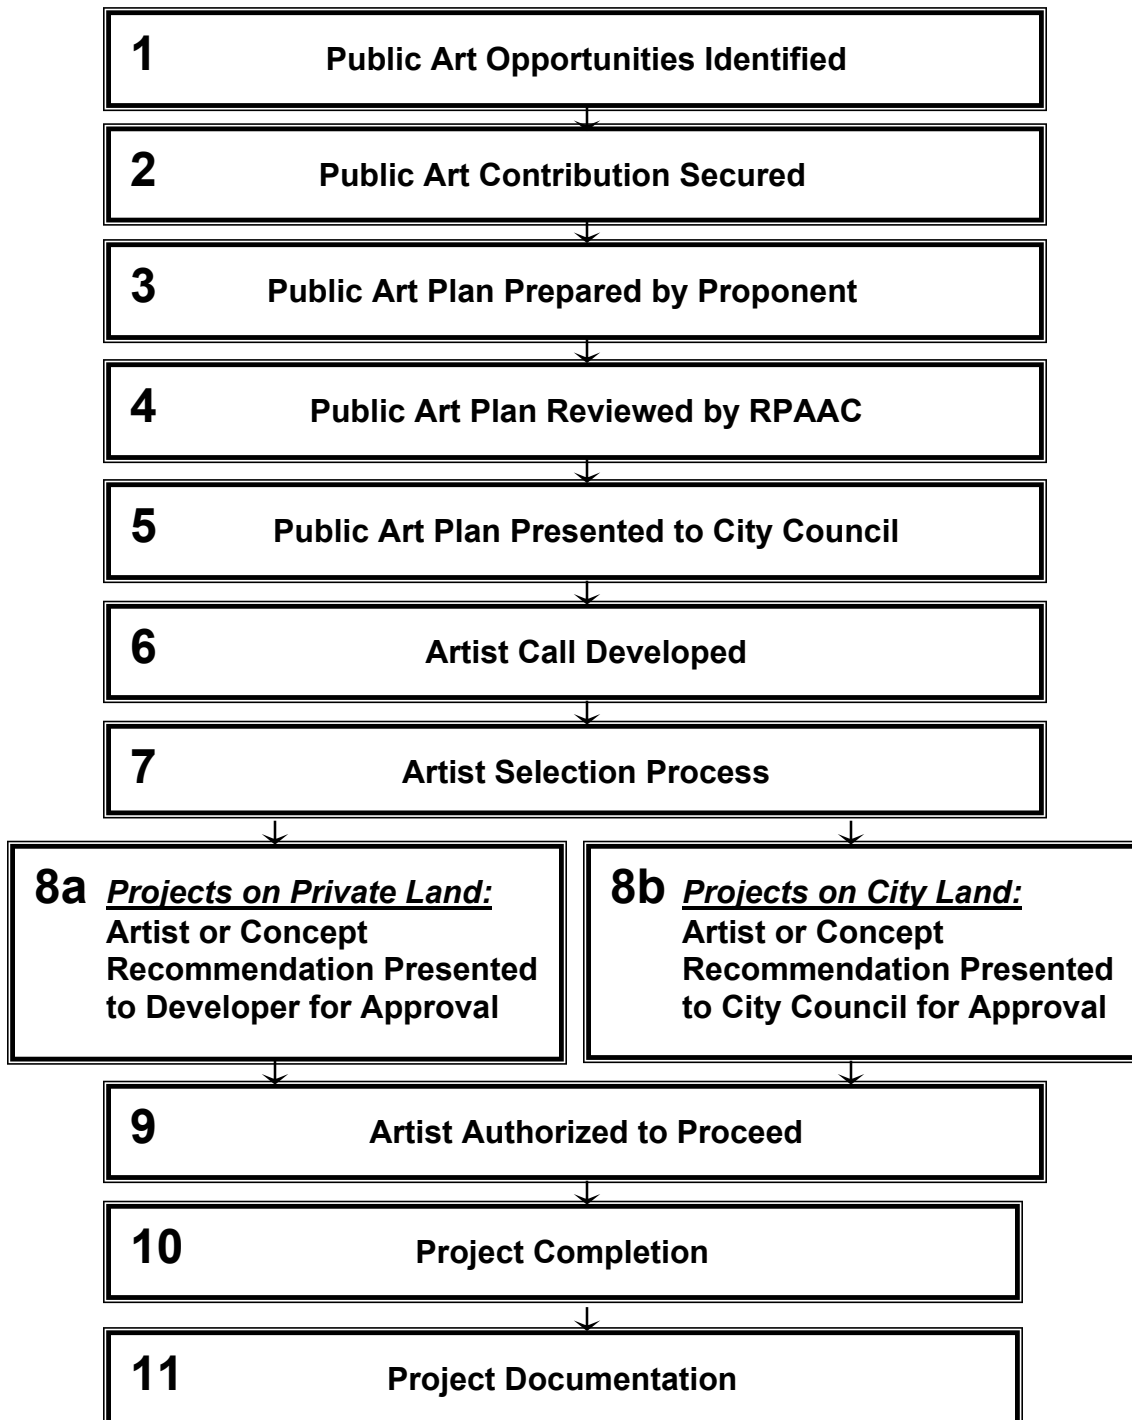 1 Public Art Opportunities Identified
2 Public Art Contribution Secured
3 Public Art Plan Prepared by Proponent
4 Public Art Plan Reviewed by RPAAC
5 Public Art Plan Presented to City Council
6 Artist Call Developed
7 Artist Selection Process
8a Projects on Private Land:
Artist or Concept
Recommendation Presented
to Developer for Approval
8b Projects on City Land:
Artist or Concept
Recommendation Presented
to City Council for Approval
9 Artist Authorized to Proceed
10 Project Completion
11 Project Documentation